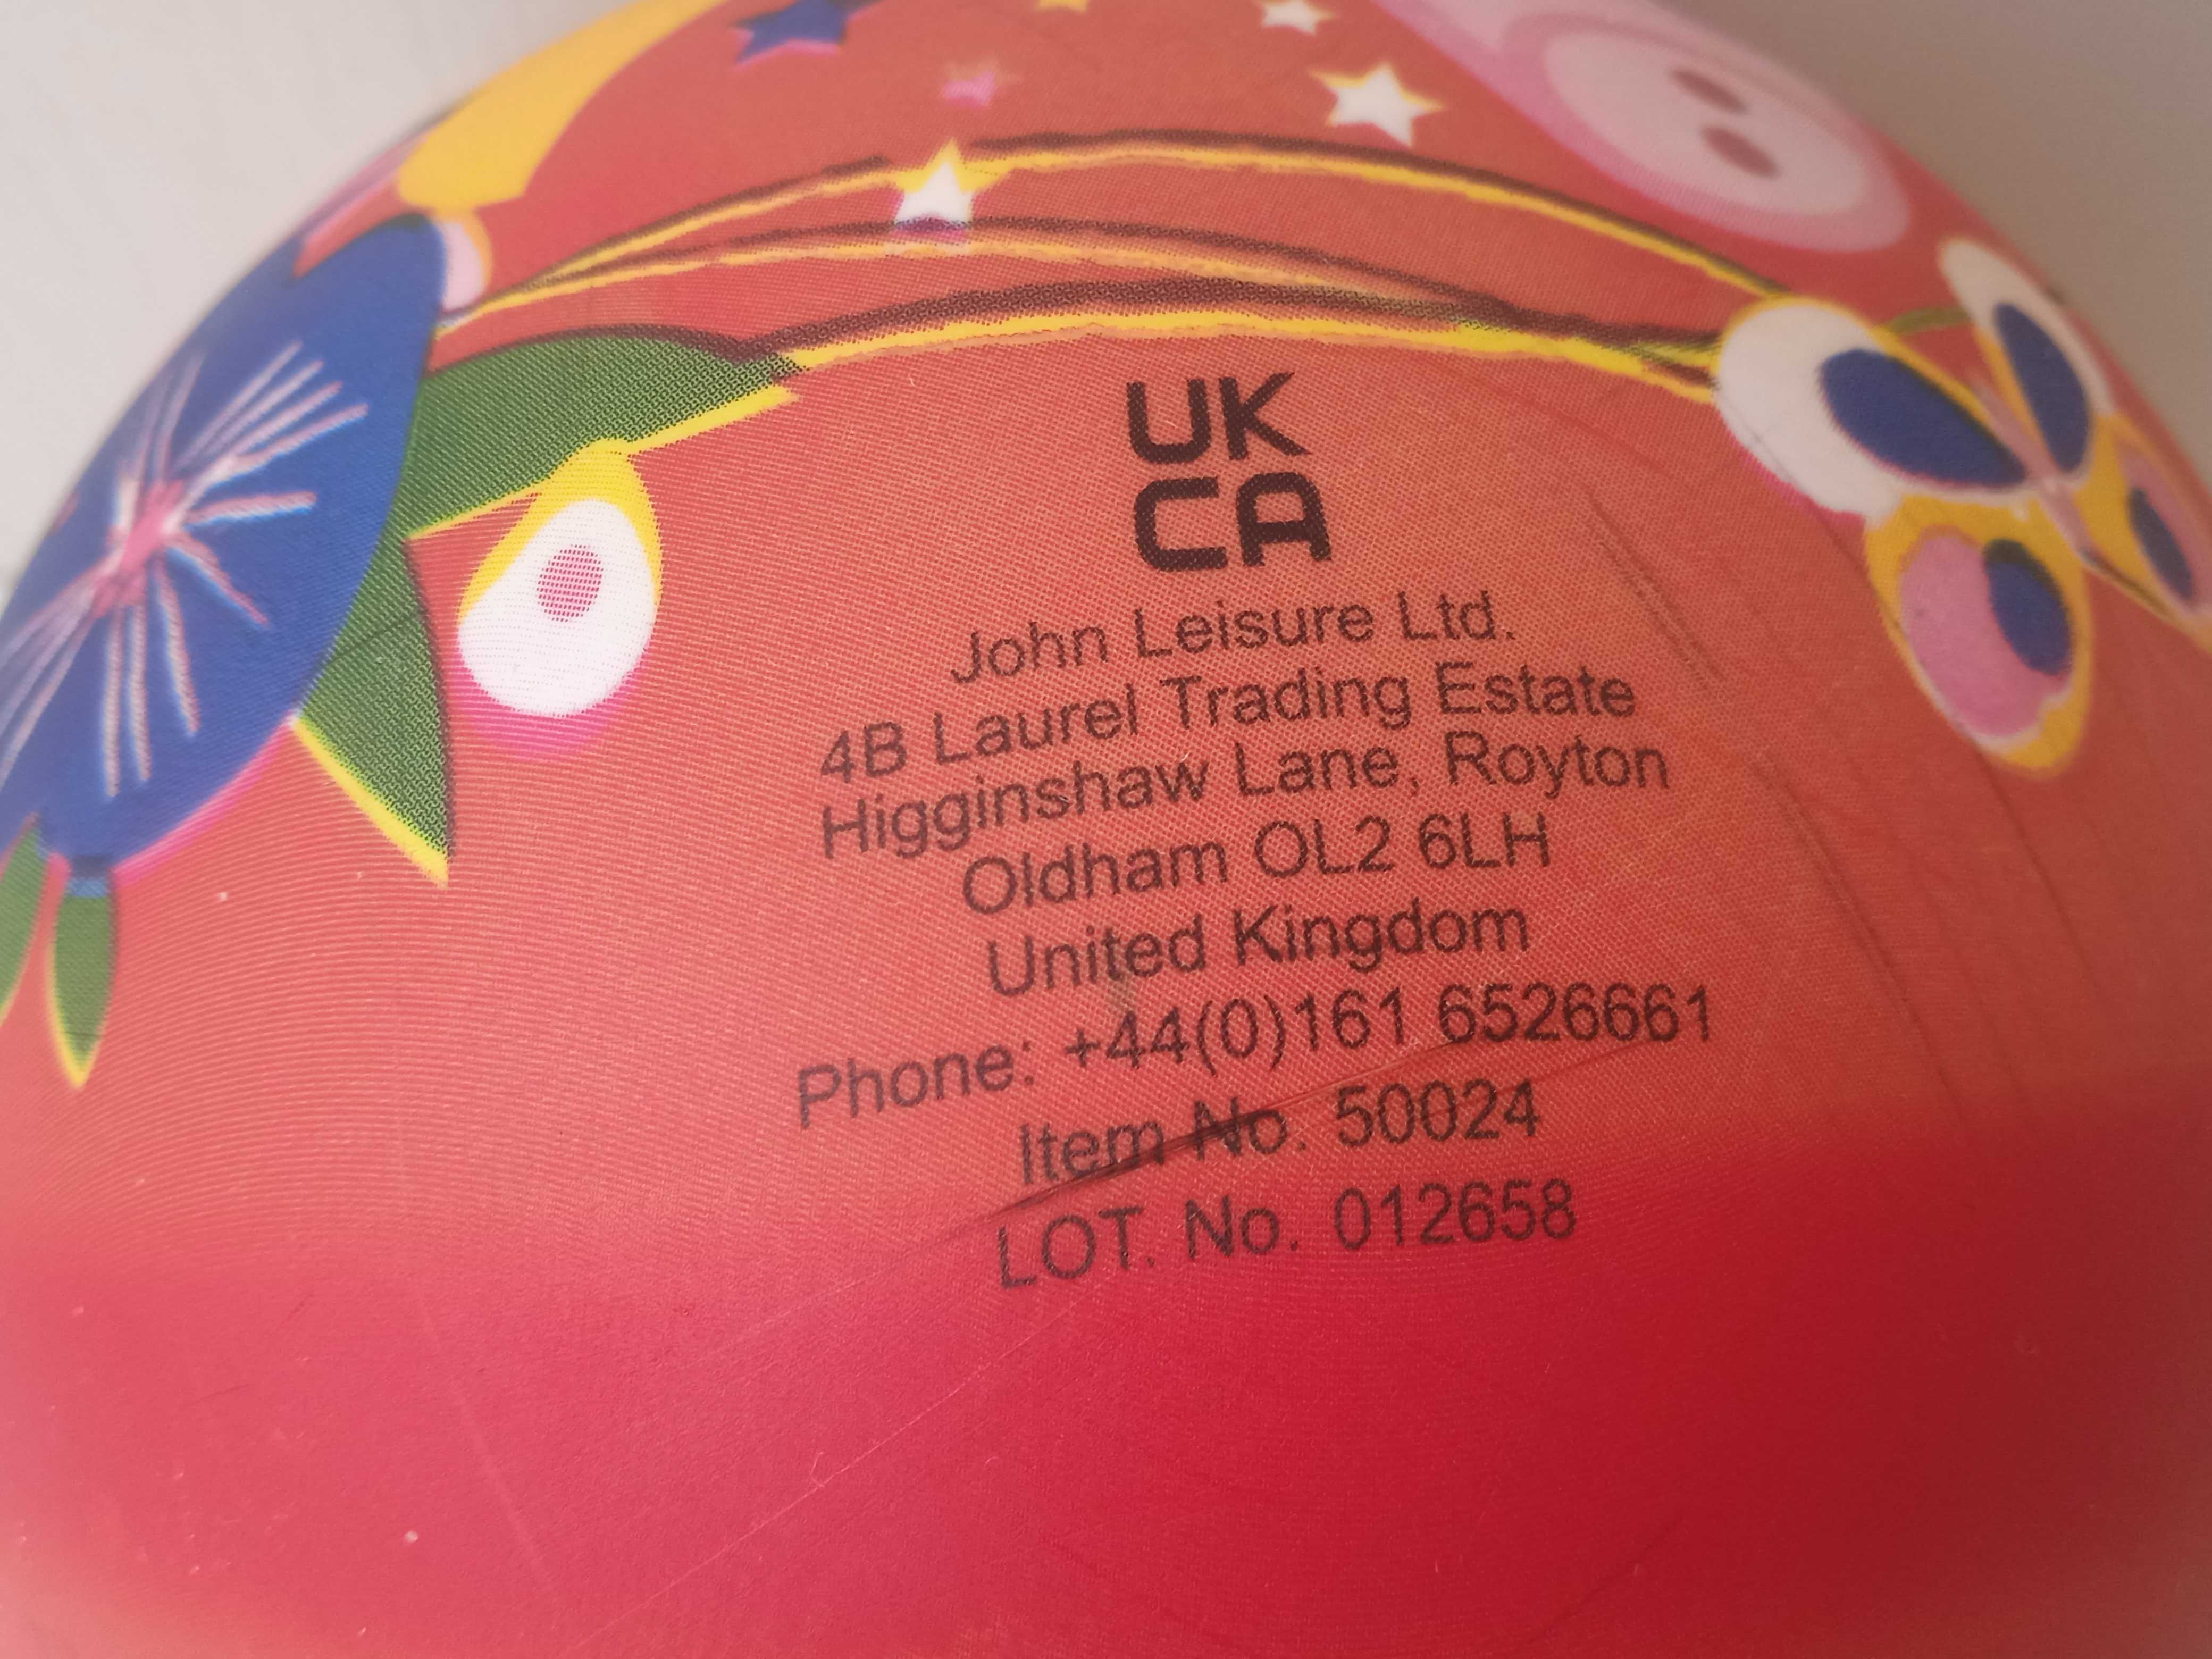 UK
CA
John Leisure Ltd.
4B Laurel Trading Estate
Higginshaw Lane, Royton
Oldham OL2 6LH
United Kingdom
Phone: +44(0)161 6526661
Item No. 50024
LOT. No. 012658